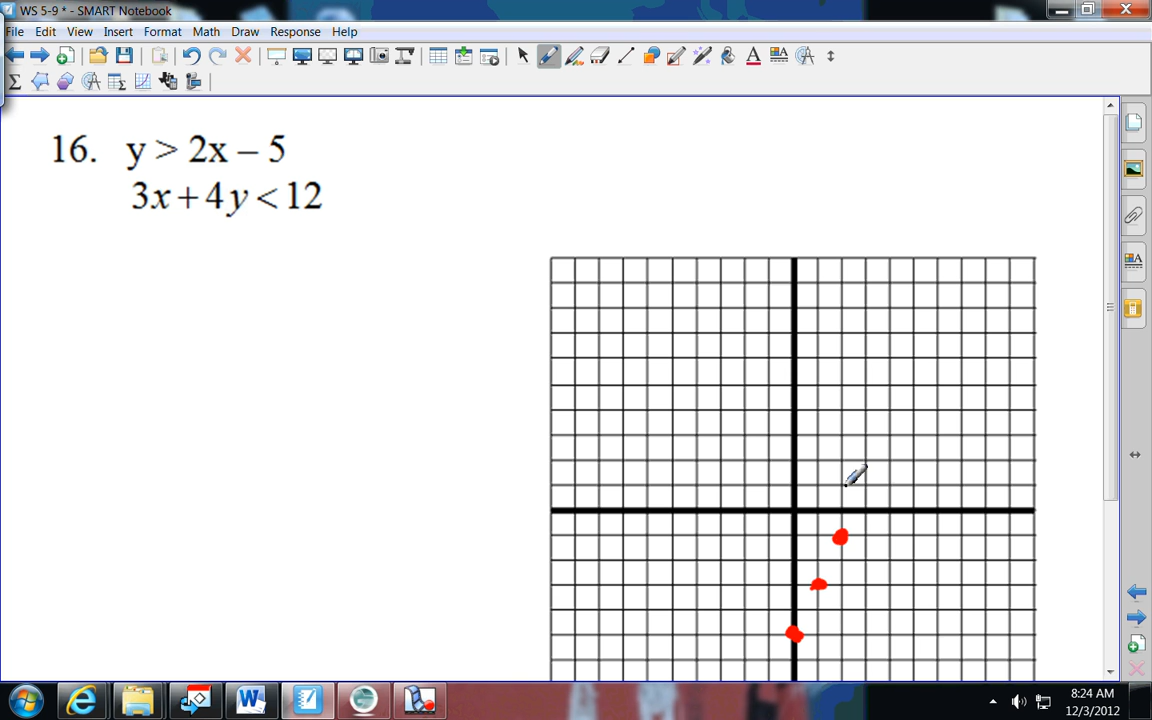 WS 5-9 * - SMART Notebook
File Edit View Insert Format Math Draw Response Help
16. y > 2x – 5
3x + 4y < 12
8:24 AM
12/3/2012